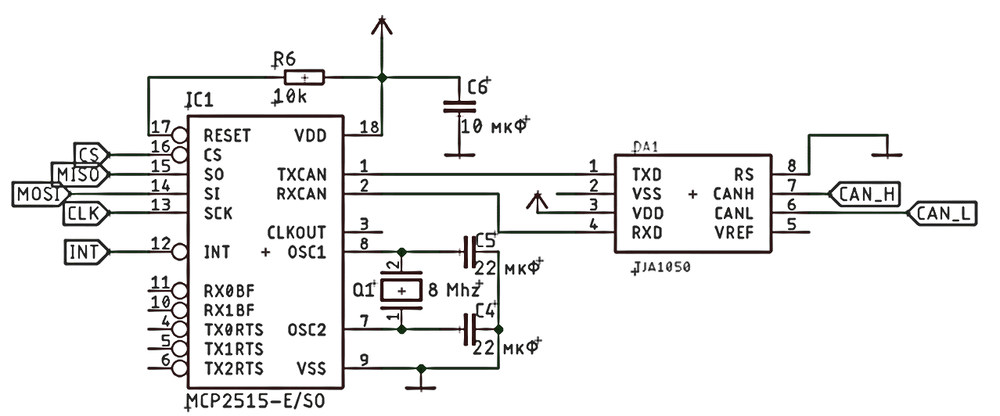 R6
10k
C6
10 мкФ
IC1
17 RESET VDD 18
16 CS
15 SO TXCAN 1
14 SI RXCAN 2
13 SCK
CLKOUT 3
12 INT OSC1 8
11 RX0BF
10 RX1BF
4 TX0RTS OSC2 7
5 TX1RTS
6 TX2RTS VSS 9
MCP2515-E/SO
CS
MISO
MOSI
CLK
INT
C5
22 мкФ
2
Q1 8 Mhz
1
C4
22 мкФ
DA1
1 TXD RS 8
2 VSS CANH 7
3 VDD CANL 6
4 RXD VREF 5
TJA1050
CAN_H
CAN_L